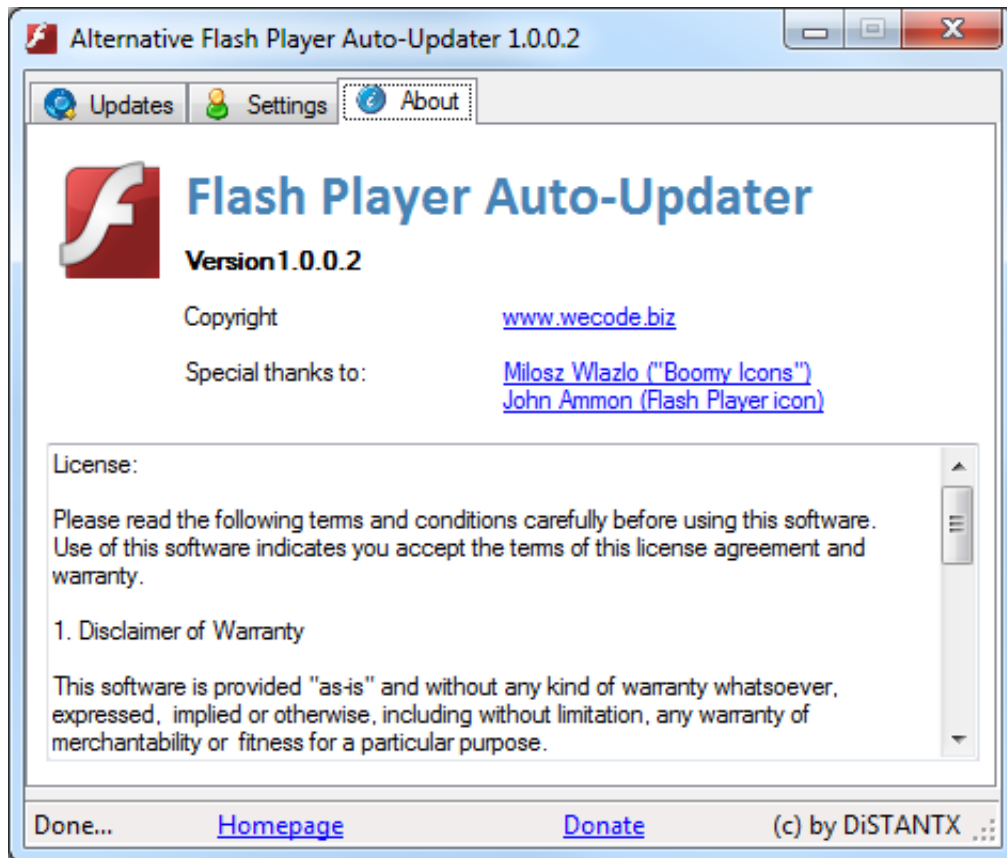 Alternative Flash Player Auto-Updater 1.0.0.2
Updates Settings About
Flash Player Auto-Updater
Version 1.0.0.2
Copyright www.wecode.biz
Special thanks to: Milosz Wlazlo ("Boomy Icons")
John Ammon (Flash Player icon)
License:
Please read the following terms and conditions carefully before using this software.
Use of this software indicates you accept the terms of this license agreement and
warranty.
1. Disclaimer of Warranty
This software is provided "as-is" and without any kind of warranty whatsoever,
expressed, implied or otherwise, including without limitation, any warranty of
merchantability or fitness for a particular purpose.
Done... Homepage Donate (c) by DiSTANTX